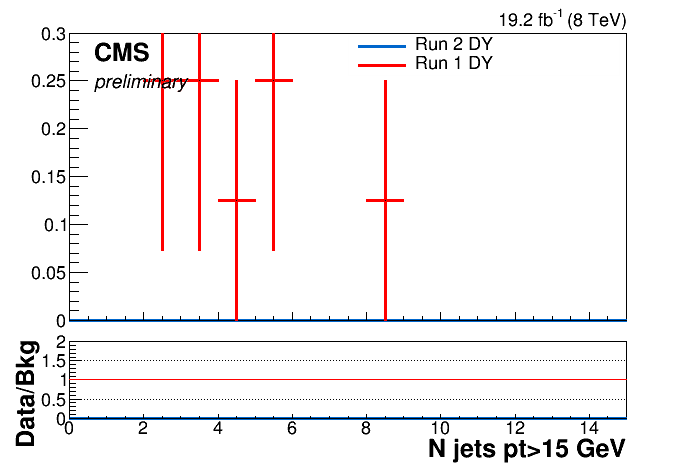 19.2 fb-1 (8 TeV)
CMS
preliminary
Run 2 DY
Run 1 DY
0.3
0.25
0.2
0.15
0.1
0.05
0
Data/Bkg
2
1.5
1
0.5
0
0 2 4 6 8 10 12 14
N jets pt>15 GeV